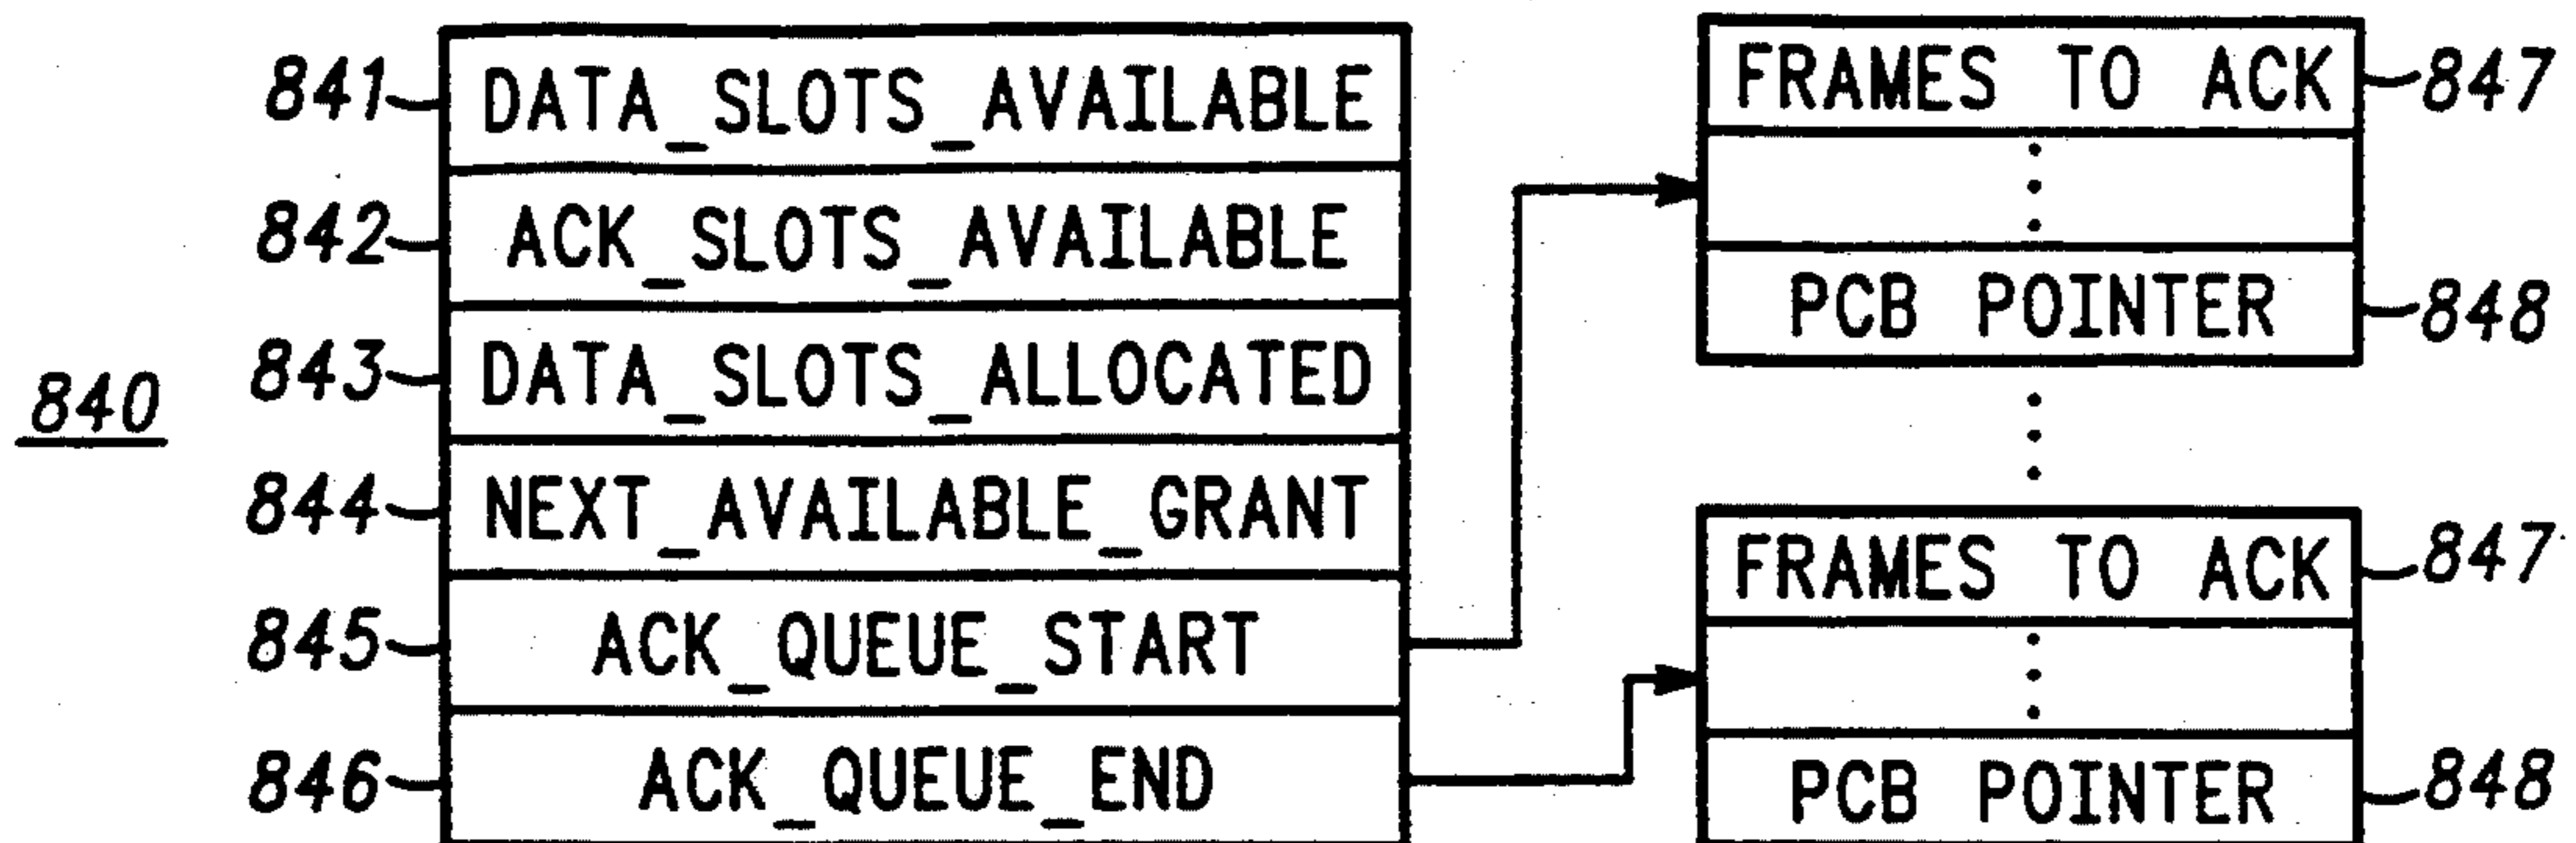 840
841 DATA_SLOTS_AVAILABLE
842 ACK_SLOTS_AVAILABLE
843 DATA_SLOTS_ALLOCATED
844 NEXT_AVAILABLE_GRANT
845 ACK_QUEUE_START
846 ACK_QUEUE_END
FRAMES TO ACK 847
PCB POINTER 848
FRAMES TO ACK 847
PCB POINTER 848